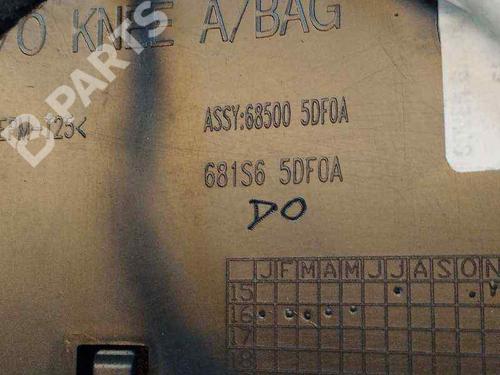 /O KNEE A/BAG
ASSY:68500 5DF0A
681S6 5DF0A
DO
J F M A M J J A S O N
15
16
17
18
B PARTS